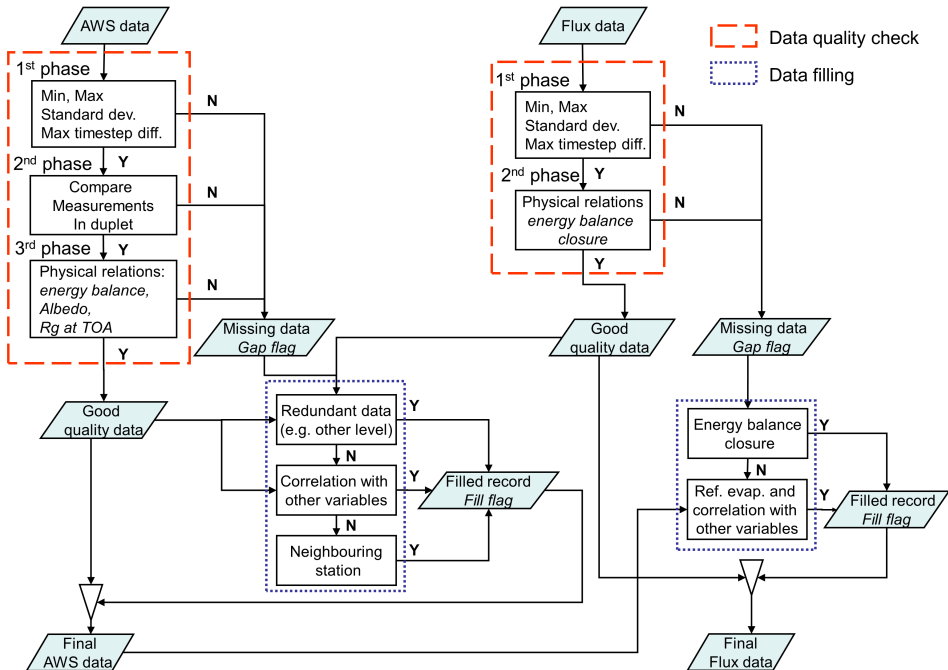 AWS data
1st phase
Min, Max
Standard dev.
Max timestep diff.
N
Y
2nd phase
Compare
Measurements
In duplet
N
Y
3rd phase
Physical relations:
energy balance,
Albedo,
Rg at TOA
N
Y
Missing data
Gap flag
Good
quality data
Redundant data
(e.g. other level)
Y
N
Correlation with
other variables
Y
N
Neighbouring
station
Y
Filled record
Fill flag
Final
AWS data
Flux data
1st phase
Min, Max
Standard dev.
Max timestep diff.
N
Y
2nd phase
Physical relations
energy balance
closure
N
Y
Good
quality data
Missing data
Gap flag
Energy balance
closure
Y
N
Ref. evap. and
correlation with
other variables
Y
Filled record
Fill flag
Final
Flux data
Data quality check
Data filling